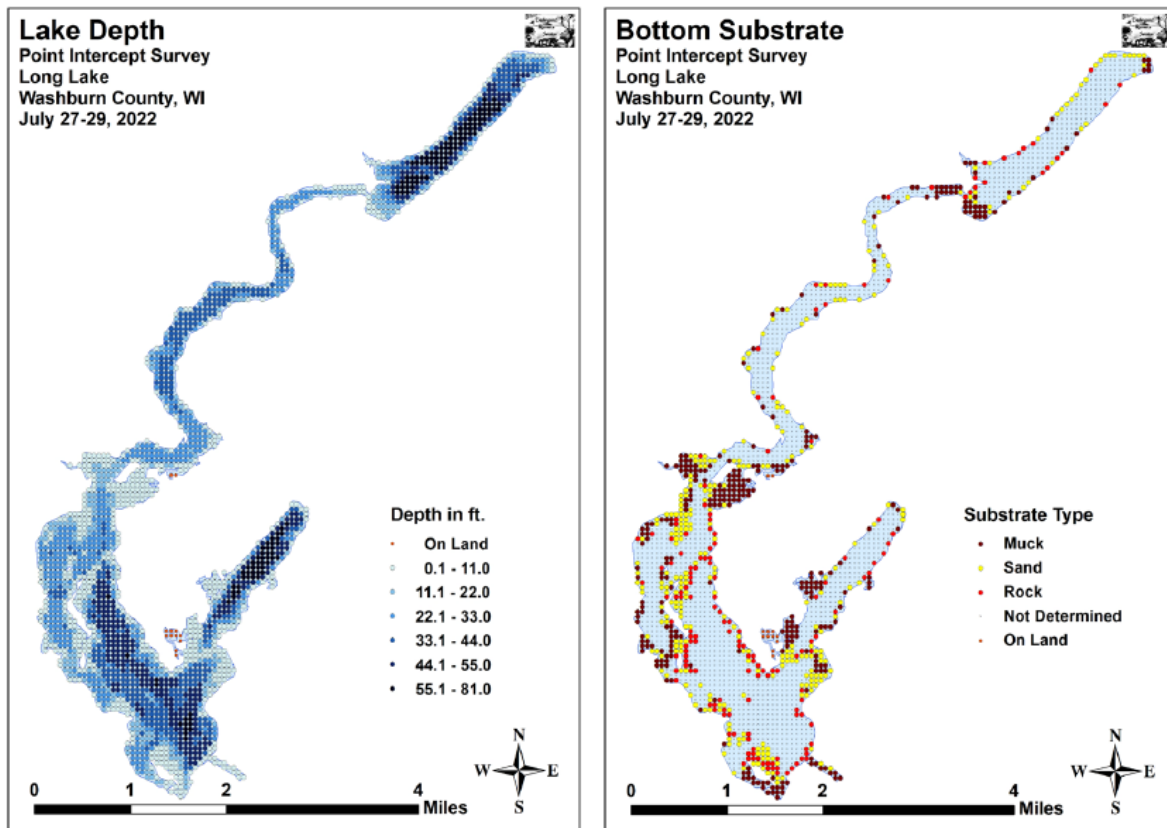 Lake Depth
Point Intercept Survey
Long Lake
Washburn County, WI
July 27-29, 2022
Depth in ft.
On Land
0.1 - 11.0
11.1 - 22.0
22.1 - 33.0
33.1 - 44.0
44.1 - 55.0
55.1 - 81.0
N
W E
S
0 2 4
Miles
Bottom Substrate
Point Intercept Survey
Long Lake
Washburn County, WI
July 27-29, 2022
Substrate Type
Muck
Sand
Rock
Not Determined
On Land
N
W E
S
0 2 4
Miles